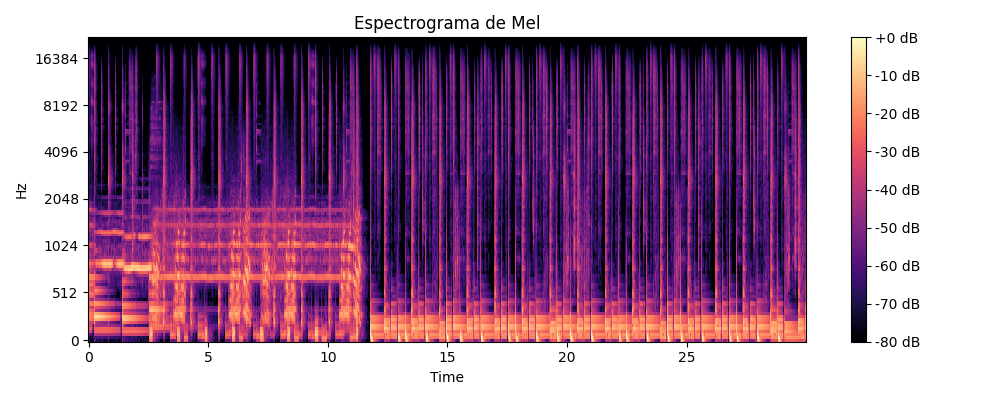 Espectrograma de Mel
16384
8192
4096
2048
1024
512
0
Hz
0 5 10 15 20 25
Time
+0 dB
-10 dB
-20 dB
-30 dB
-40 dB
-50 dB
-60 dB
-70 dB
-80 dB